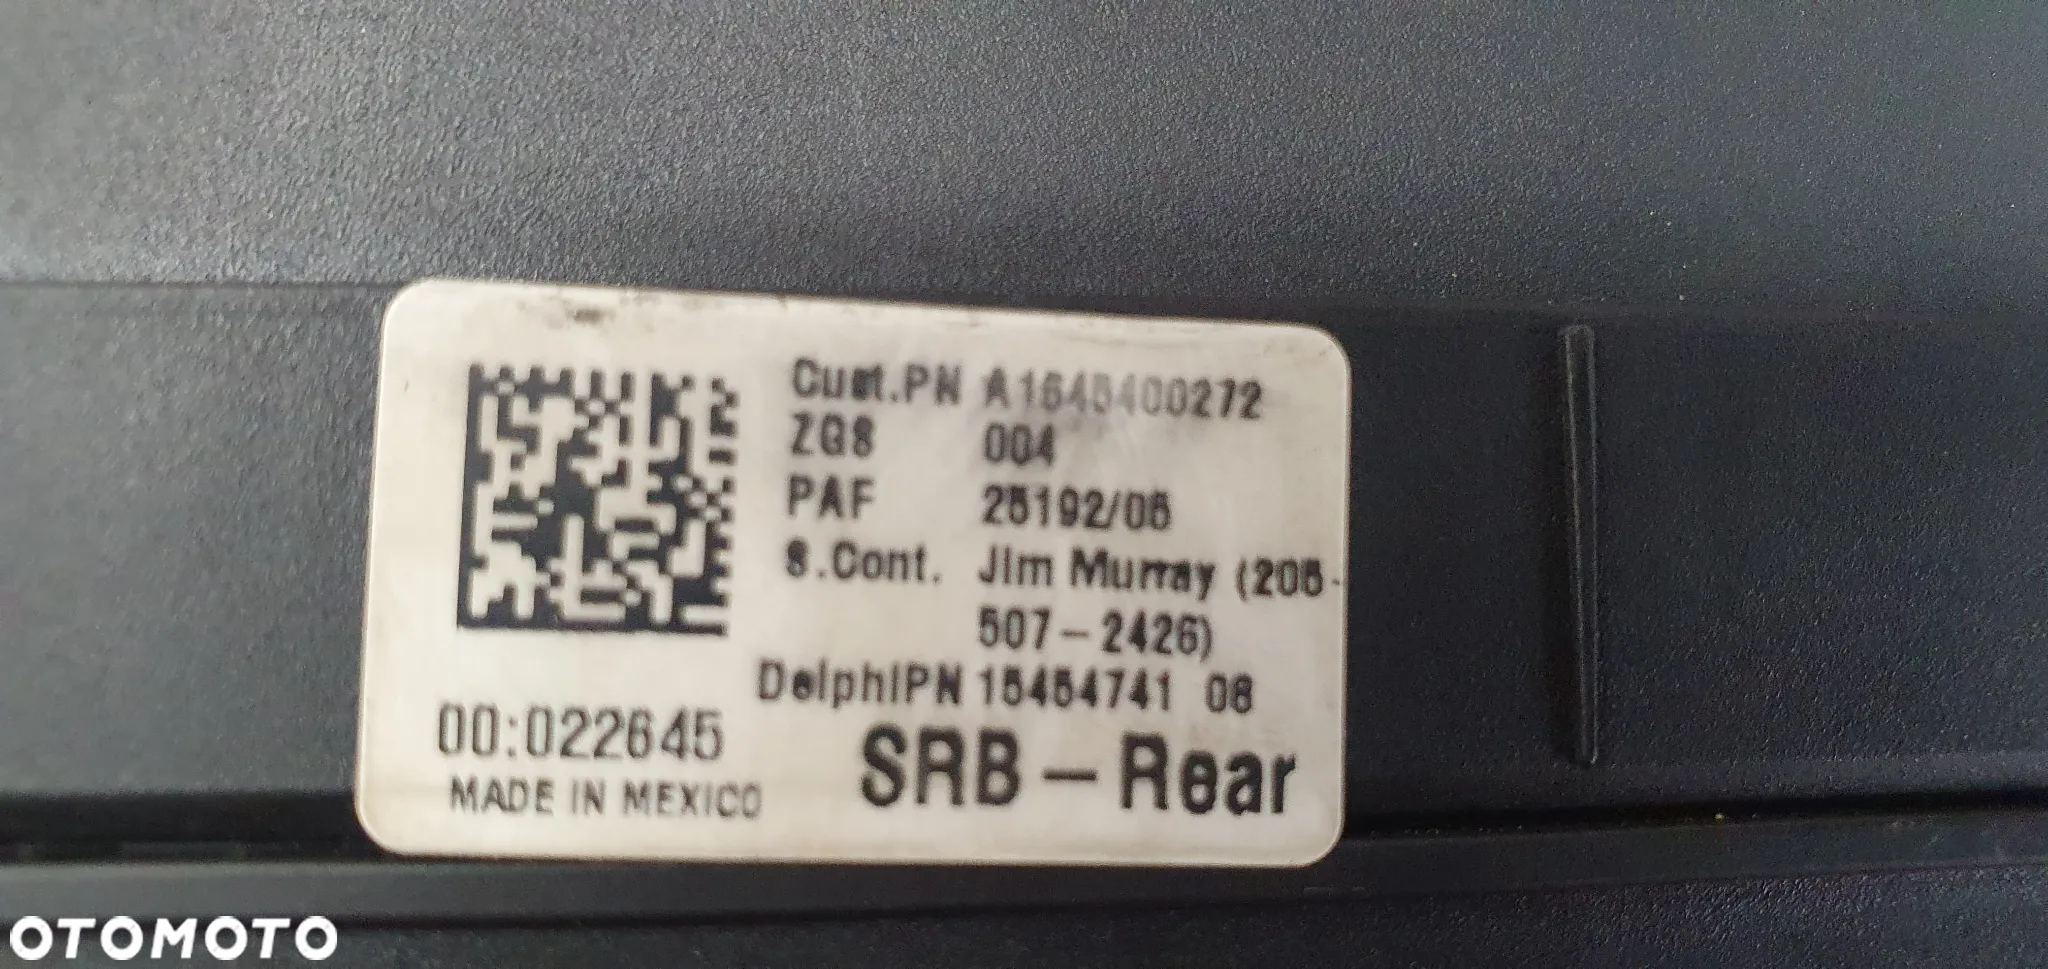 Cust.PN A1645400272
ZGS 004
PAF 25192/05
S.Cont. Jim Murray (205-
507-2426)
DelphiPN 15454741 08
00:022645
SRB-Rear
MADE IN MEXICO
OTOMOTO